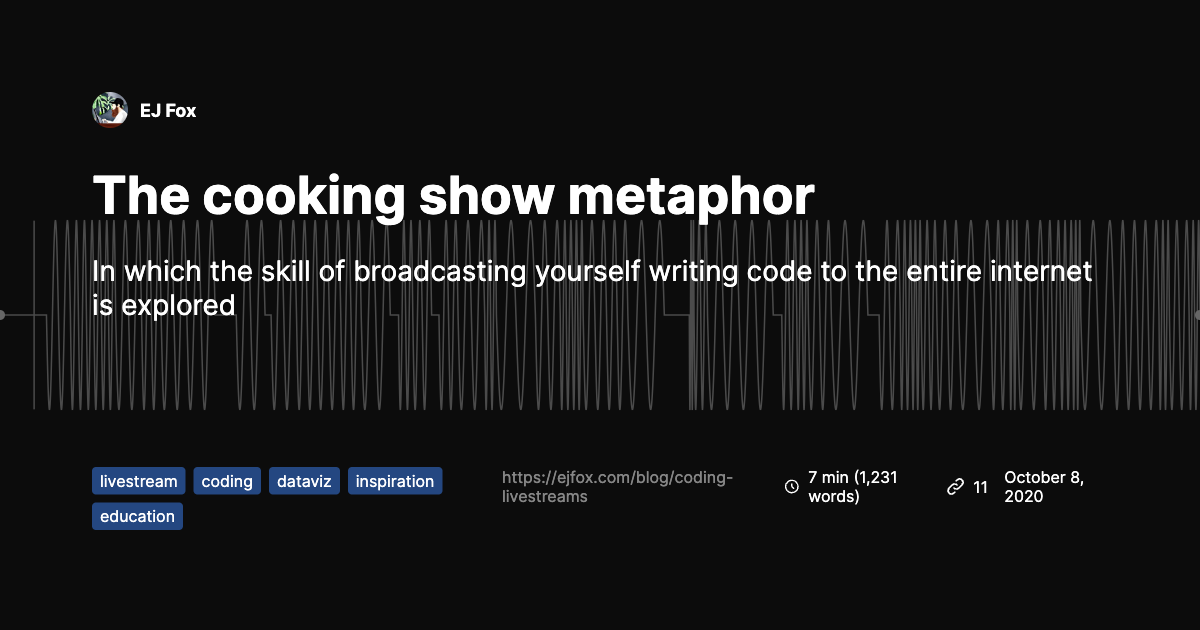 EJ Fox
The cooking show metaphor
In which the skill of broadcasting yourself writing code to the entire internet
is explored
livestream coding dataviz inspiration
education
https://ejfox.com/blog/coding-
livestreams
7 min (1,231
words)
11
October 8,
2020